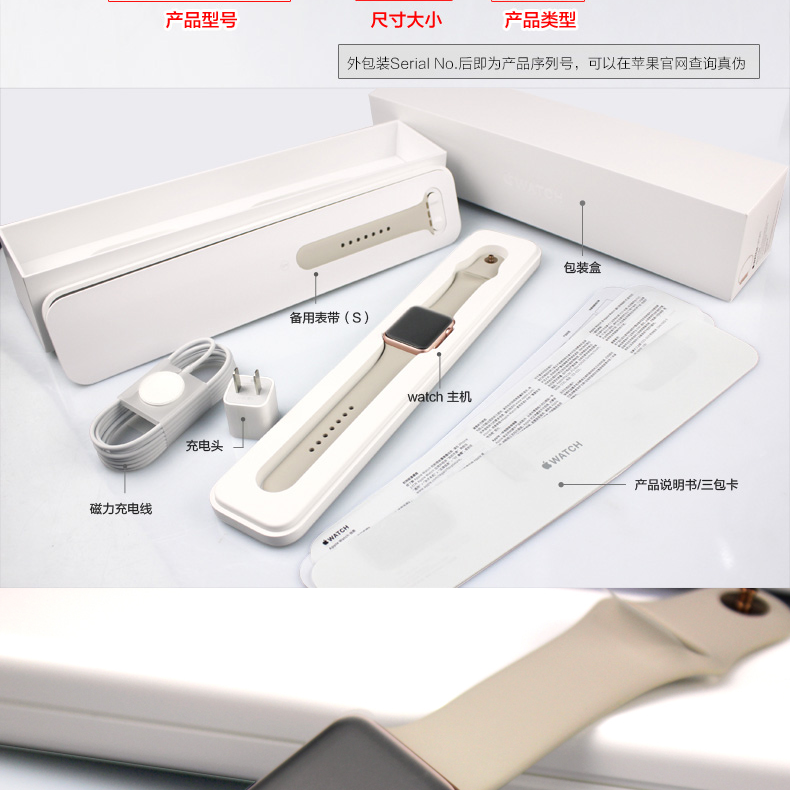 产品型号
尺寸大小
产品类型
外包装Serial No.后即为产品序列号，可以在苹果官网查询真伪
WATCH
包装盒
备用表带（S）
watch 主机
充电头
WATCH
产品说明书/三包卡
磁力充电线
WATCH